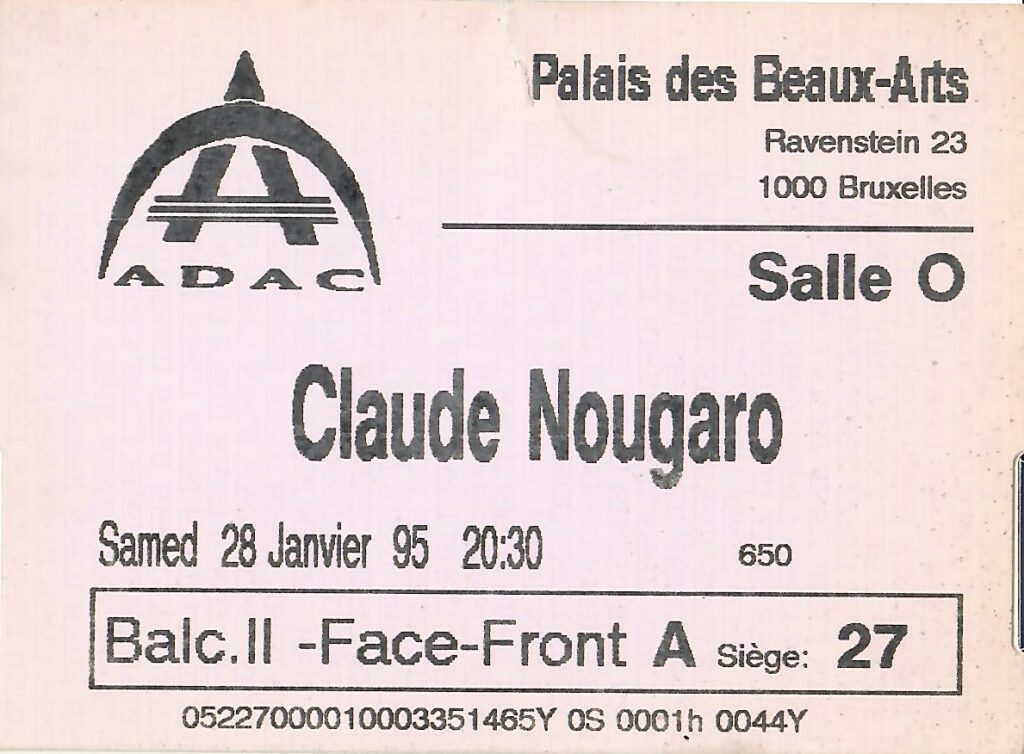 Palais des Beaux-Arts
Ravenstein 23
1000 Bruxelles
ADAC
Salle O
Claude Nougaro
Samed 28 Janvier 95 20:30 650
Balc.II -Face-Front A Siège: 27
05227000010003351465Y 0S 0001h 0044Y